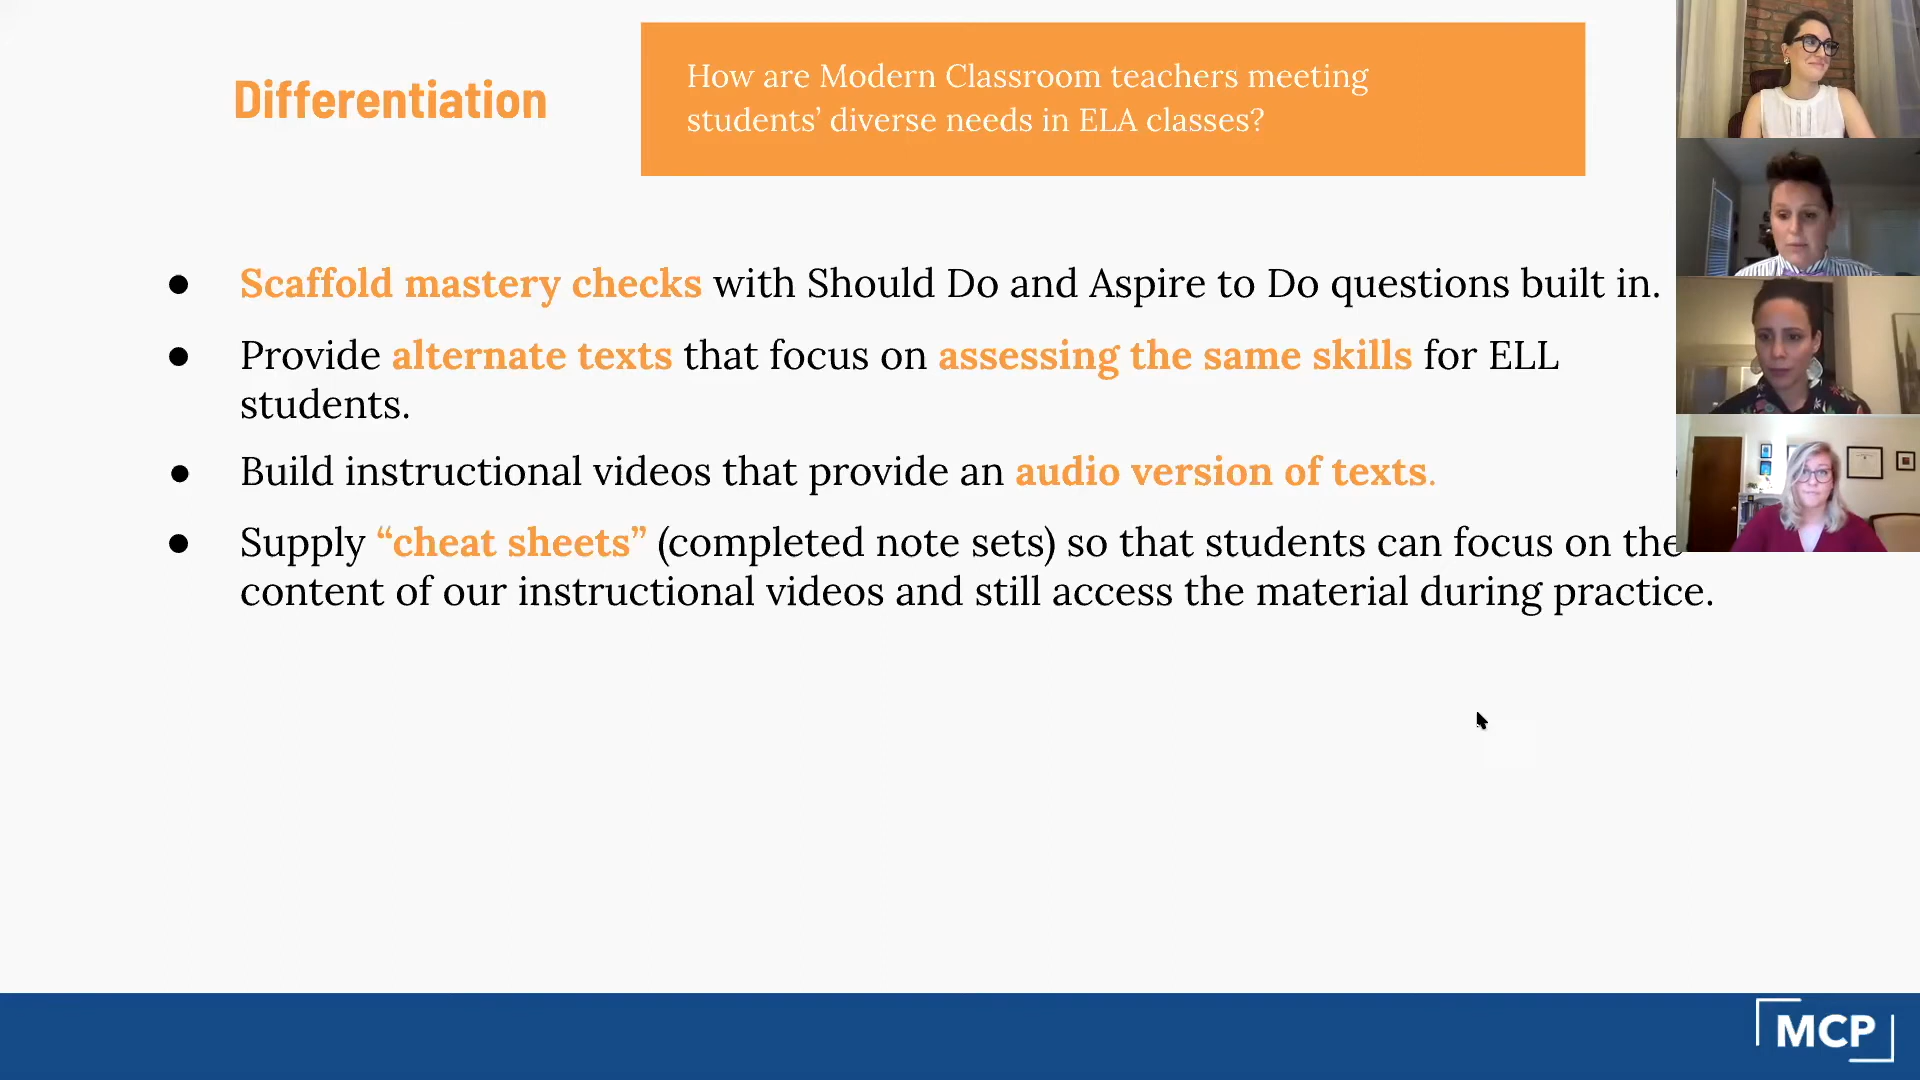 Differentiation
How are Modern Classroom teachers meeting
students’ diverse needs in ELA classes?
● Scaffold mastery checks with Should Do and Aspire to Do questions built in.
● Provide alternate texts that focus on assessing the same skills for ELL
students.
● Build instructional videos that provide an audio version of texts.
● Supply “cheat sheets” (completed note sets) so that students can focus on the
content of our instructional videos and still access the material during practice.
MCP